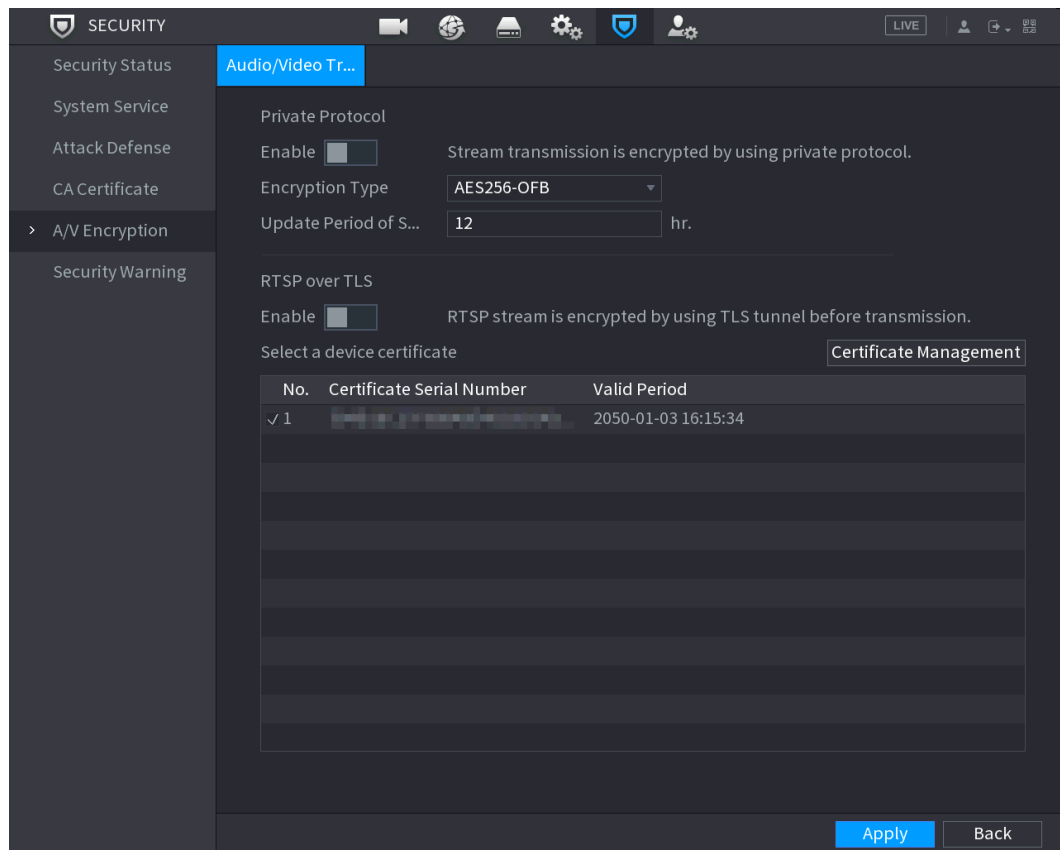 SECURITY
LIVE
Security Status
System Service
Attack Defense
CA Certificate
A/V Encryption
Security Warning
Audio/Video Tr...
Private Protocol
Enable Stream transmission is encrypted by using private protocol.
Encryption Type AES256-OFB
Update Period of S... 12 hr.
RTSP over TLS
Enable RTSP stream is encrypted by using TLS tunnel before transmission.
Select a device certificate Certificate Management
No. Certificate Serial Number Valid Period
1 2050-01-03 16:15:34
Apply Back